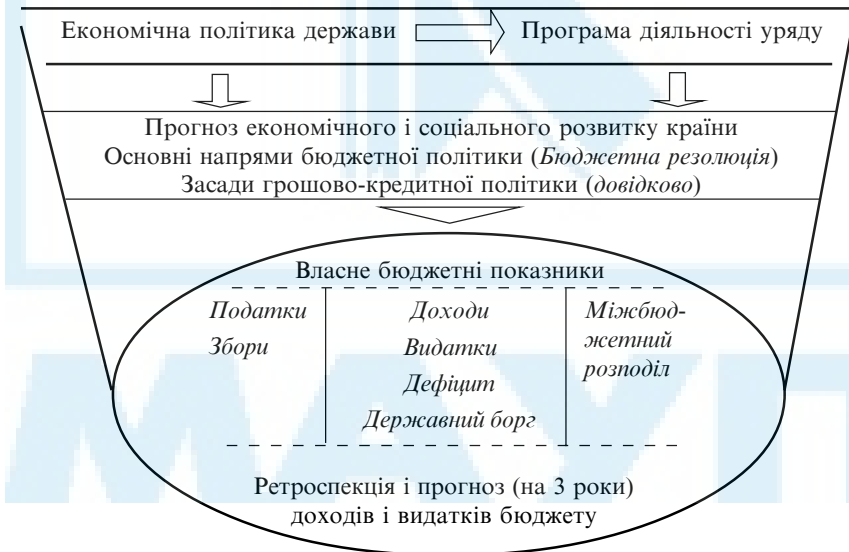 Економічна політика держави Програма діяльності уряду
Прогноз економічного і соціального розвитку країни
Основні напрями бюджетної політики (Бюджетна резолюція)
Засади грошово-кредитної політики (довідково)
Власне бюджетні показники
Податки
Збори
Доходи
Видатки
Дефіцит
Державний борг
Міжбюд-
жетний
розподіл
Ретроспекція і прогноз (на 3 роки)
доходів і видатків бюджету
МАУП